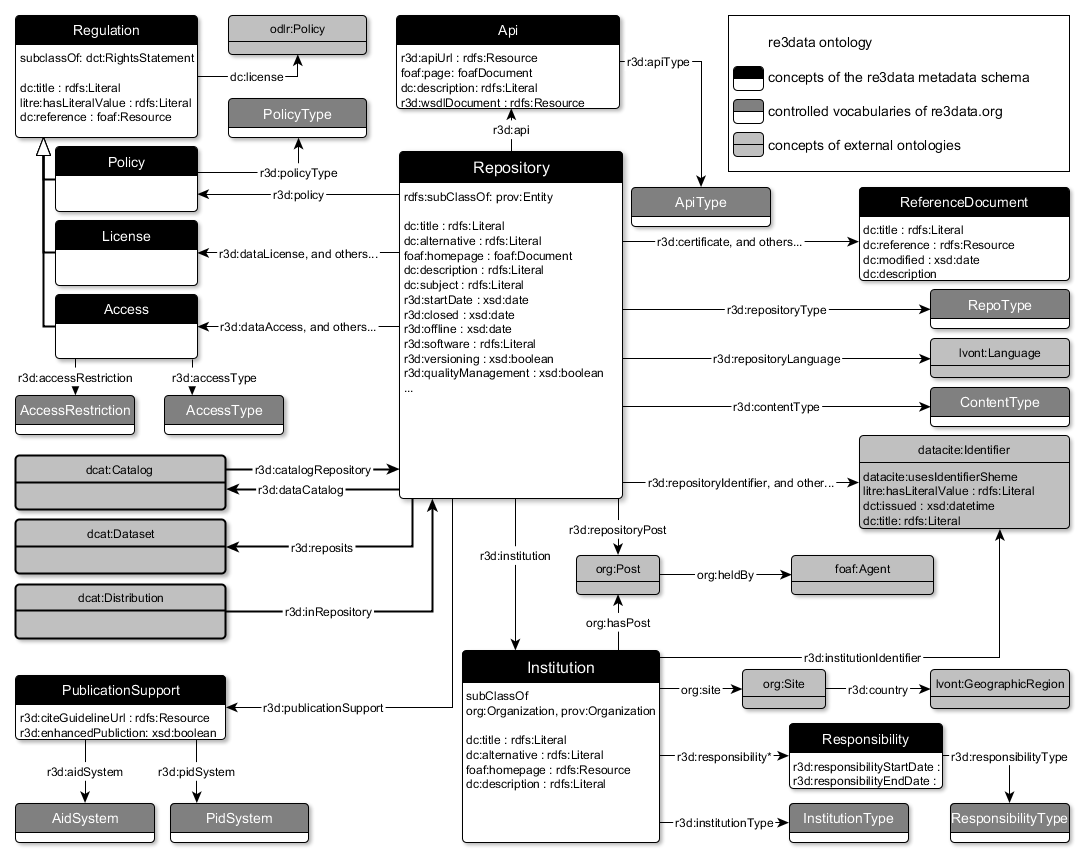 Regulation
subclassOf: dct:RightsStatement
dc:title : rdfs:Literal
litre:hasLiteralValue : rdfs:Literal
dc:reference : foaf:Resource
dc:license
odlr:Policy
PolicyType
Api
r3d:apiUrl : rdfs:Resource
foaf:page: foafDocument
dc:description: rdfs:Literal
r3d:wsdlDocument : rdfs:Resource
r3d:apiType
r3d:api
re3data ontology
concepts of the re3data metadata schema
controlled vocabularies of re3data.org
concepts of external ontologies
Policy
r3d:policyType
r3d:policy
License
r3d:dataLicense, and others...
Access
r3d:dataAccess, and others...
r3d:accessRestriction
r3d:accessType
AccessRestriction
AccessType
Repository
rdfs:subClassOf: prov:Entity
dc:title : rdfs:Literal
dc:alternative : rdfs:Literal
foaf:homepage : foaf:Document
dc:description : rdfs:Literal
dc:subject : rdfs:Literal
r3d:startDate : xsd:date
r3d:closed : xsd:date
r3d:offline : xsd:date
r3d:software : rdfs:Literal
r3d:versioning : xsd:boolean
r3d:qualityManagement : xsd:boolean
...
ApiType
r3d:certificate, and others...
ReferenceDocument
dc:title : rdfs:Literal
dc:reference : rdfs:Resource
dc:modified : xsd:date
dc:description
r3d:repositoryType
RepoType
r3d:repositoryLanguage
lvont:Language
r3d:contentType
ContentType
datacite:Identifier
datacite:usesIdentifierSheme
litre:hasLiteralValue : rdfs:Literal
dct:issued : xsd:datetime
dc:title: rdfs:Literal
r3d:repositoryIdentifier, and other...
dcat:Catalog
r3d:catalogRepository
r3d:dataCatalog
dcat:Dataset
r3d:reposits
dcat:Distribution
r3d:inRepository
r3d:institution
r3d:repositoryPost
org:Post
org:heldBy
foaf:Agent
org:hasPost
r3d:institutionIdentifier
Institution
subClassOf
org:Organization, prov:Organization
dc:title : rdfs:Literal
dc:alternative : rdfs:Literal
foaf:homepage : rdfs:Resource
dc:description : rdfs:Literal
org:site
org:Site
r3d:country
lvont:GeographicRegion
PublicationSupport
r3d:citeGuidelineUrl : rdfs:Resource
r3d:enhancedPubliction: xsd:boolean
r3d:publicationSupport
r3d:aidSystem
r3d:pidSystem
AidSystem
PidSystem
r3d:responsibility*
Responsibility
r3d:responsibilityStartDate :
r3d:responsibilityEndDate :
r3d:responsibilityType
r3d:institutionType
InstitutionType
ResponsibilityType